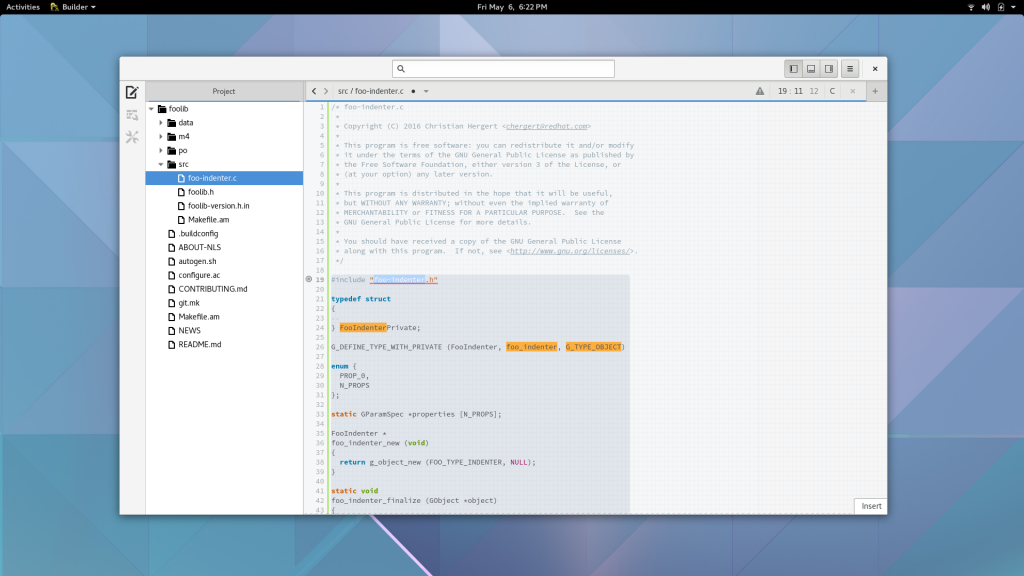 Activities Builder Fri May 6, 6:22 PM
Project src / foo-indenter.c 19 : 11 12 C
foolib
data
m4
po
src
foo-indenter.c
foolib.h
foolib-version.h.in
Makefile.am
.buildconfig
ABOUT-NLS
autogen.sh
configure.ac
CONTRIBUTING.md
git.mk
Makefile.am
NEWS
README.md
1 /* foo-indenter.c
2 *
3 * Copyright (C) 2016 Christian Hergert <chergert@redhat.com>
4 *
5 * This program is free software: you can redistribute it and/or modify
6 * it under the terms of the GNU General Public License as published by
7 * the Free Software Foundation, either version 3 of the License, or
8 * (at your option) any later version.
9 *
10 * This program is distributed in the hope that it will be useful,
11 * but WITHOUT ANY WARRANTY; without even the implied warranty of
12 * MERCHANTABILITY or FITNESS FOR A PARTICULAR PURPOSE.  See the
13 * GNU General Public License for more details.
14 *
15 * You should have received a copy of the GNU General Public License
16 * along with this program.  If not, see <http://www.gnu.org/licenses/>.
17 */
18
19 #include "foo-indenter.h"
20
21 typedef struct
22 {
23
24 } FooIndenterPrivate;
25
26 G_DEFINE_TYPE_WITH_PRIVATE (FooIndenter, foo_indenter, G_TYPE_OBJECT)
27
28 enum {
29 PROP_0,
30 N_PROPS
31 };
32
33 static GParamSpec *properties [N_PROPS];
34
35 FooIndenter *
36 foo_indenter_new (void)
37 {
38 return g_object_new (FOO_TYPE_INDENTER, NULL);
39 }
40
41 static void
42 foo_indenter_finalize (GObject *object)
43 {
Insert